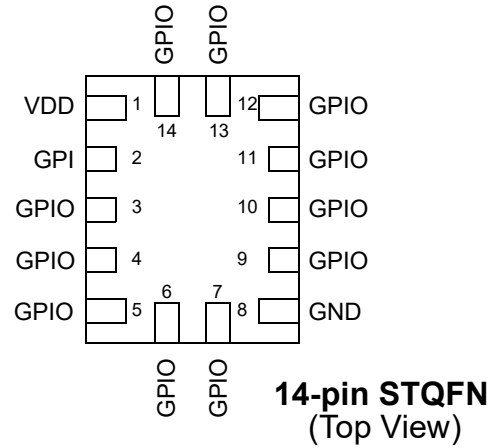 GPIO GPIO
VDD 1 14 13 12 GPIO
GPI 2 11 GPIO
GPIO 3 10 GPIO
GPIO 4 9 GPIO
GPIO 5 6 7 8 GND
GPIO GPIO
14-pin STQFN
(Top View)